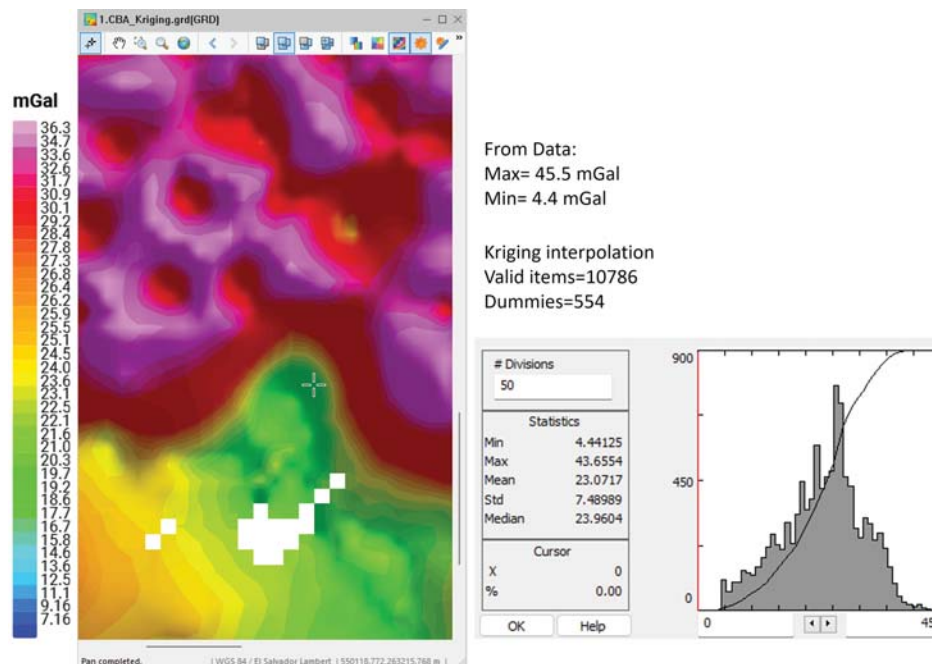 1.CBA_Kriging.grd(GRD)
mGal
36.3
34.7
33.6
32.6
31.7
30.9
30.1
29.2
28.4
27.8
27.3
26.8
26.4
26.2
25.9
25.5
25.1
24.5
24.0
23.6
23.1
22.5
22.1
21.6
21.0
20.3
19.7
19.2
18.6
17.7
16.7
15.8
14.6
13.6
12.5
11.1
9.16
7.16
Pan completed.
WGS 84 / El Salvador Lambert | 550118.772,263215.768 m |
From Data:
Max= 45.5 mGal
Min= 4.4 mGal
Kriging interpolation
Valid items=10786
Dummies=554
# Divisions
50
Statistics
Min 4.44125
Max 43.6554
Mean 23.0717
Std 7.48989
Median 23.9604
Cursor
X 0
% 0.00
OK Help
900
450
0
0 45